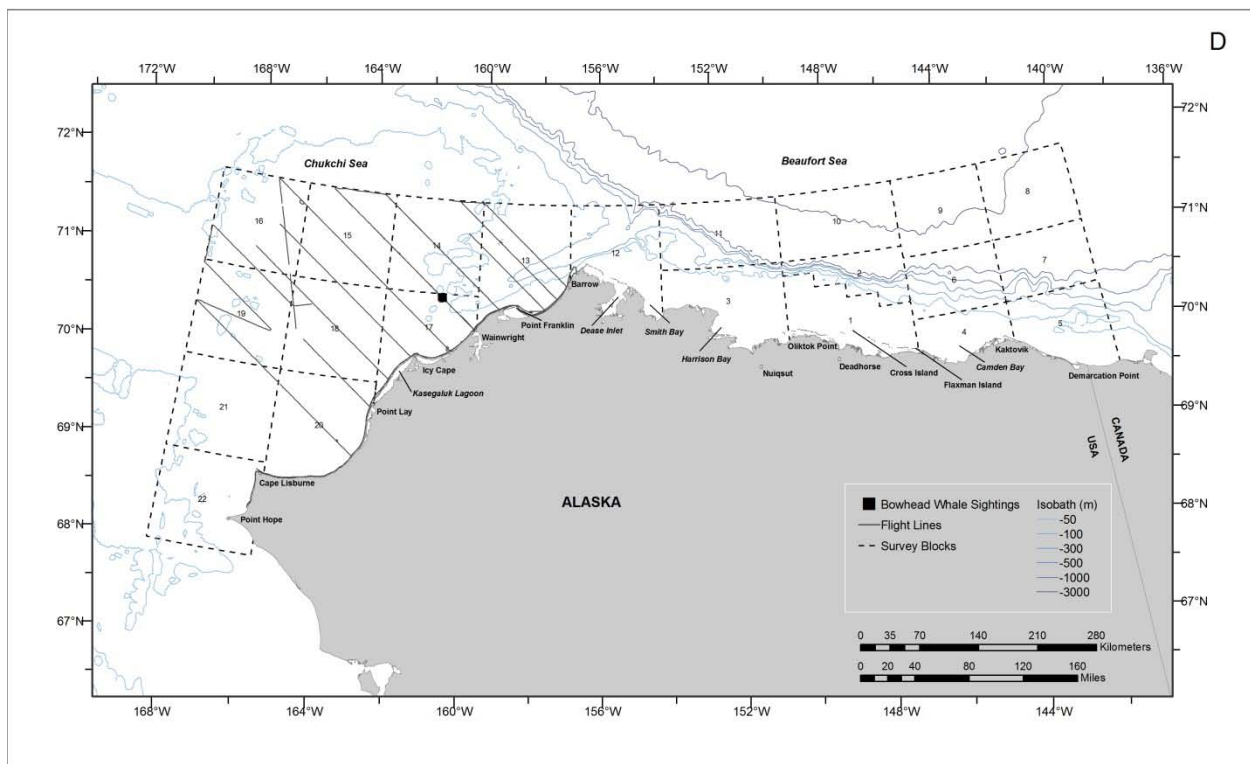 D
172°W 168°W 164°W 160°W 156°W 152°W 148°W 144°W 140°W 136°W
72°N 72°N
Chukchi Sea Beaufort Sea
8
16 9
15 10
71°N 71°N
14 11
13 12 7
2 6
Barrow
19 3 1 4 5
70°N 70°N
18 17
Point Franklin
Dease Inlet
Smith Bay
Wainwright
Harrison Bay
Oliktok Point
Kaktovik
Icy Cape
Nuiqsut
Deadhorse
Cross Island
Camden Bay
Flaxman Island
Demarcation Point
Kasegaluk Lagoon
21
Point Lay
69°N 69°N
20
CANADA
USA
Cape Lisburne
22
68°N 68°N
Point Hope
ALASKA
Bowhead Whale Sightings
Flight Lines
Survey Blocks
Isobath (m)
-50
-100
-300
-500
-1000
-3000
67°N 67°N
0 35 70 140 210 280
Kilometers
0 20 40 80 120 160
Miles
168°W 164°W 160°W 156°W 152°W 148°W 144°W